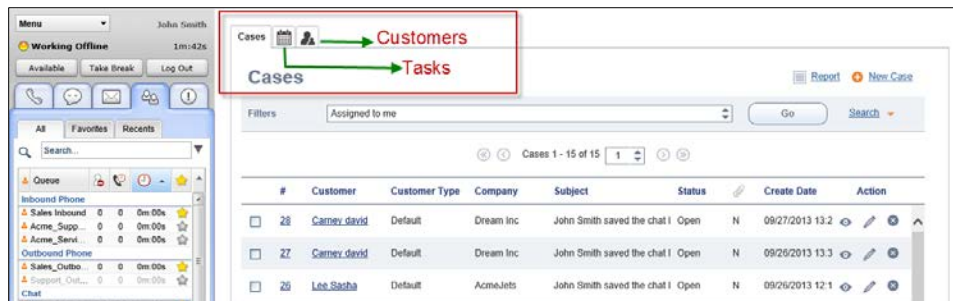 Menu
John Smith
Working Offline
1m:42s
Available
Take Break
Log Out
All
Favorites
Recents
Search...
Queue
Inbound Phone
Sales Inbound 0 0 0m:00s
Acme_Supp... 0 0 0m:00s
Acme_Servi... 0 0 0m:00s
Outbound Phone
Sales_Outbo... 0 0 0m:00s
Support_Out... 0 0 0m:00s
Chat
Cases
Customers
Tasks
Cases
Report
New Case
Filters
Assigned to me
Go
Search
Cases 1 - 15 of 15 1
# Customer Customer Type Company Subject Status Create Date Action
28 Carney david Default Dream Inc John Smith saved the chat I Open N 09/27/2013 13:2
27 Carney david Default Dream Inc John Smith saved the chat I Open N 09/26/2013 13:3
26 Lee Sasha Default AcmeJets John Smith saved the chat I Open N 09/26/2013 12:1